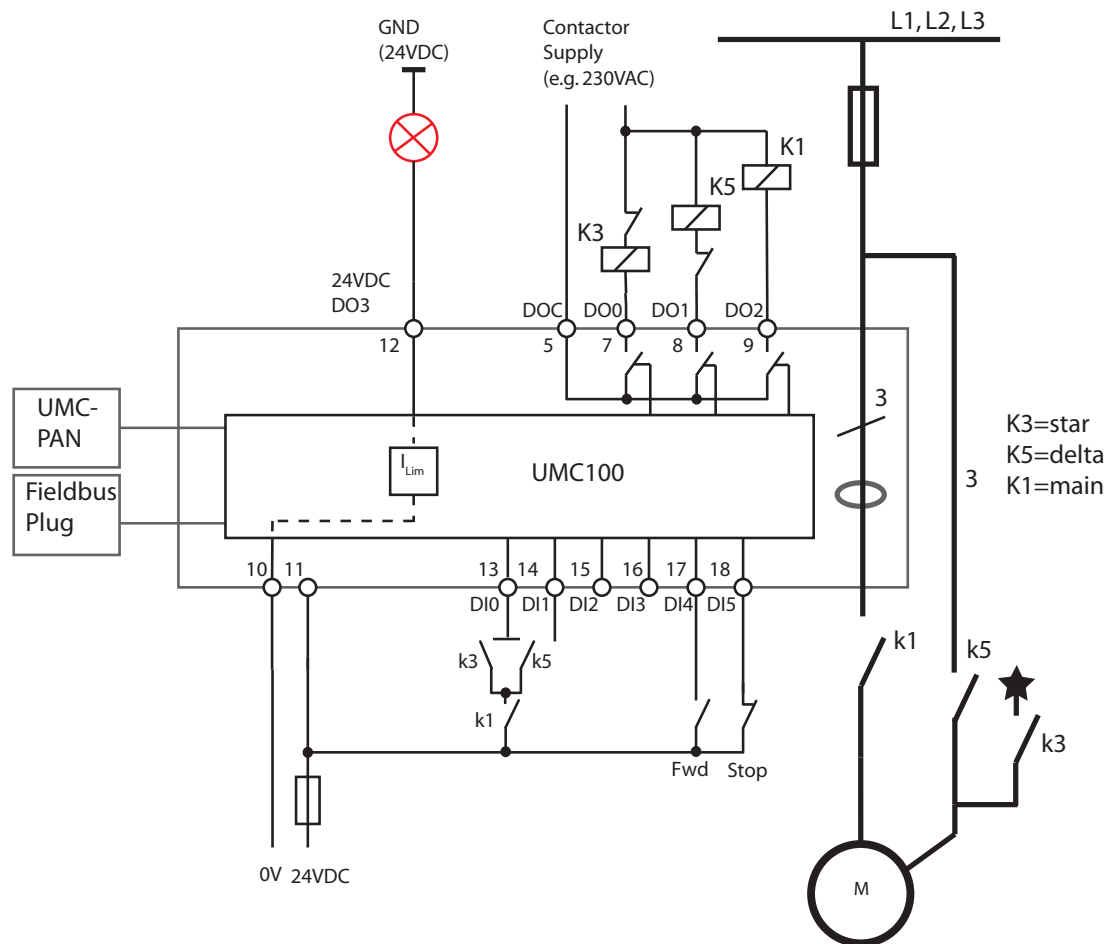 GND
(24VDC)
Contactor
Supply
(e.g. 230VAC)
L1, L2, L3
K1
K5
K3
24VDC
DO3
DOC
DO0
DO1
DO2
12
5
7
8
9
UMC-
PAN
Fieldbus
Plug
I Lim
UMC100
3
3
K3=star
K5=delta
K1=main
10
11
13
14
15
16
17
18
DI0
DI1
DI2
DI3
DI4
DI5
k3
k5
k1
Fwd
Stop
0V
24VDC
k1
k5
k3
M